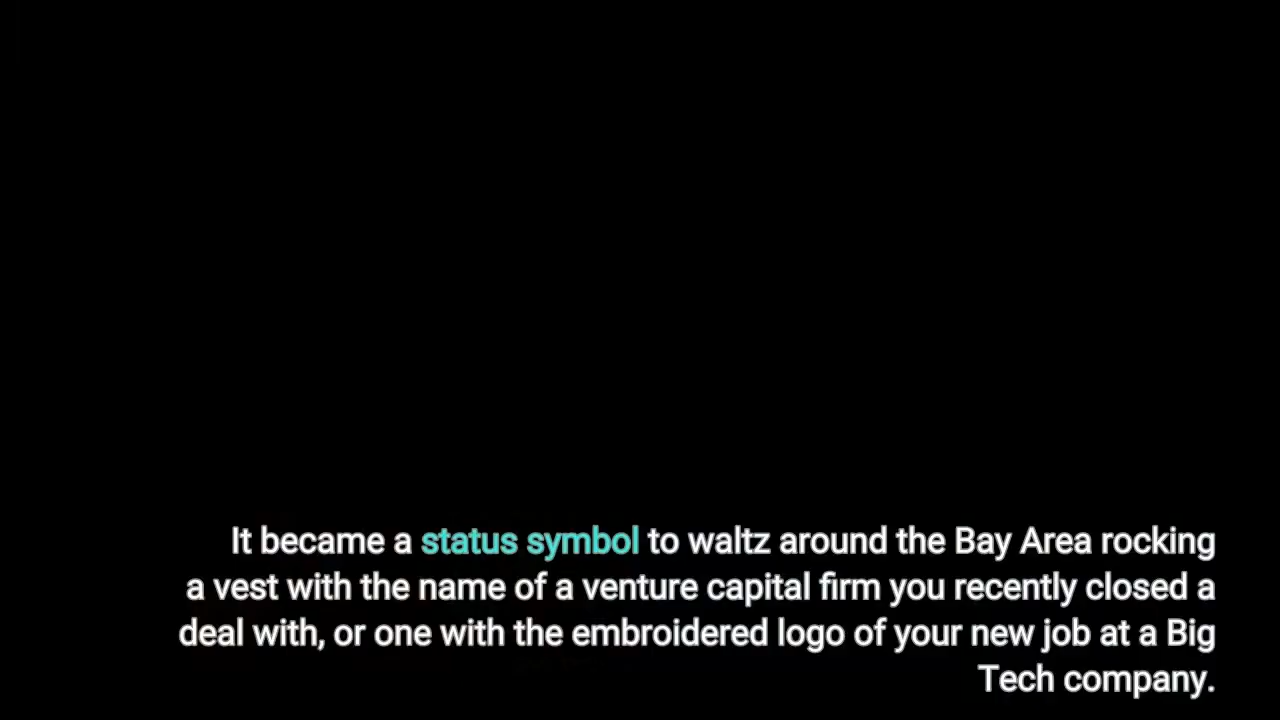 It became a status symbol to waltz around the Bay Area rocking
a vest with the name of a venture capital firm you recently closed a
deal with, or one with the embroidered logo of your new job at a Big
Tech company.